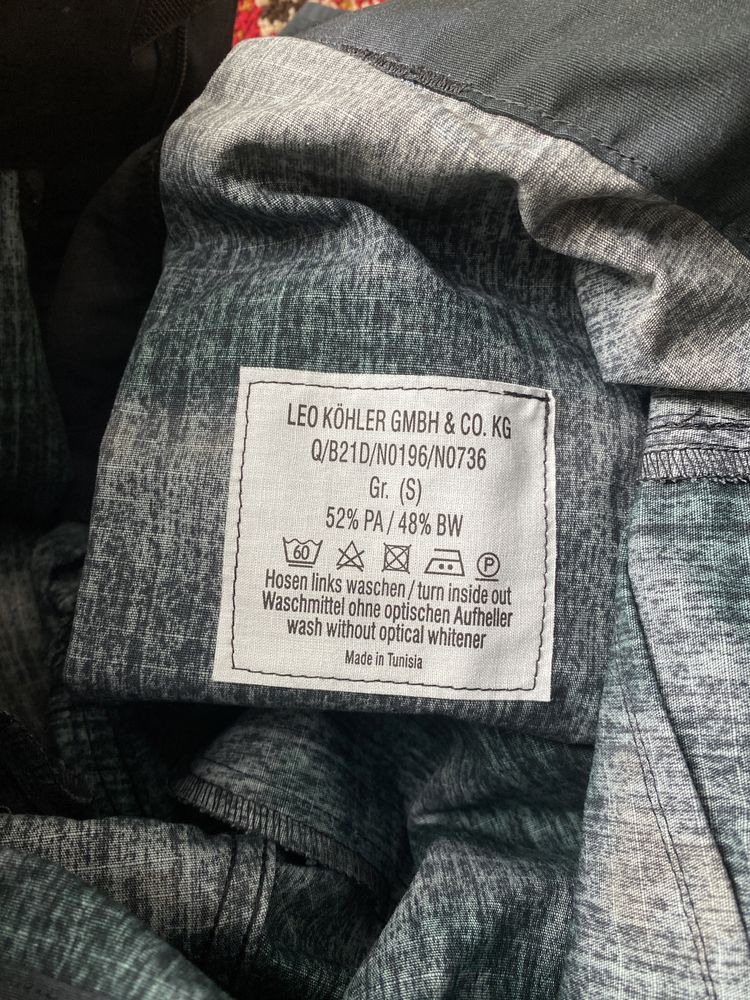 LEO KÖHLER GMBH & CO. KG
Q/B21D/N0196/N0736
Gr. (S)
52% PA / 48% BW
60 P
Hosen links waschen / turn inside out
Waschmittel ohne optischen Aufheller
wash without optical whitener
Made in Tunisia